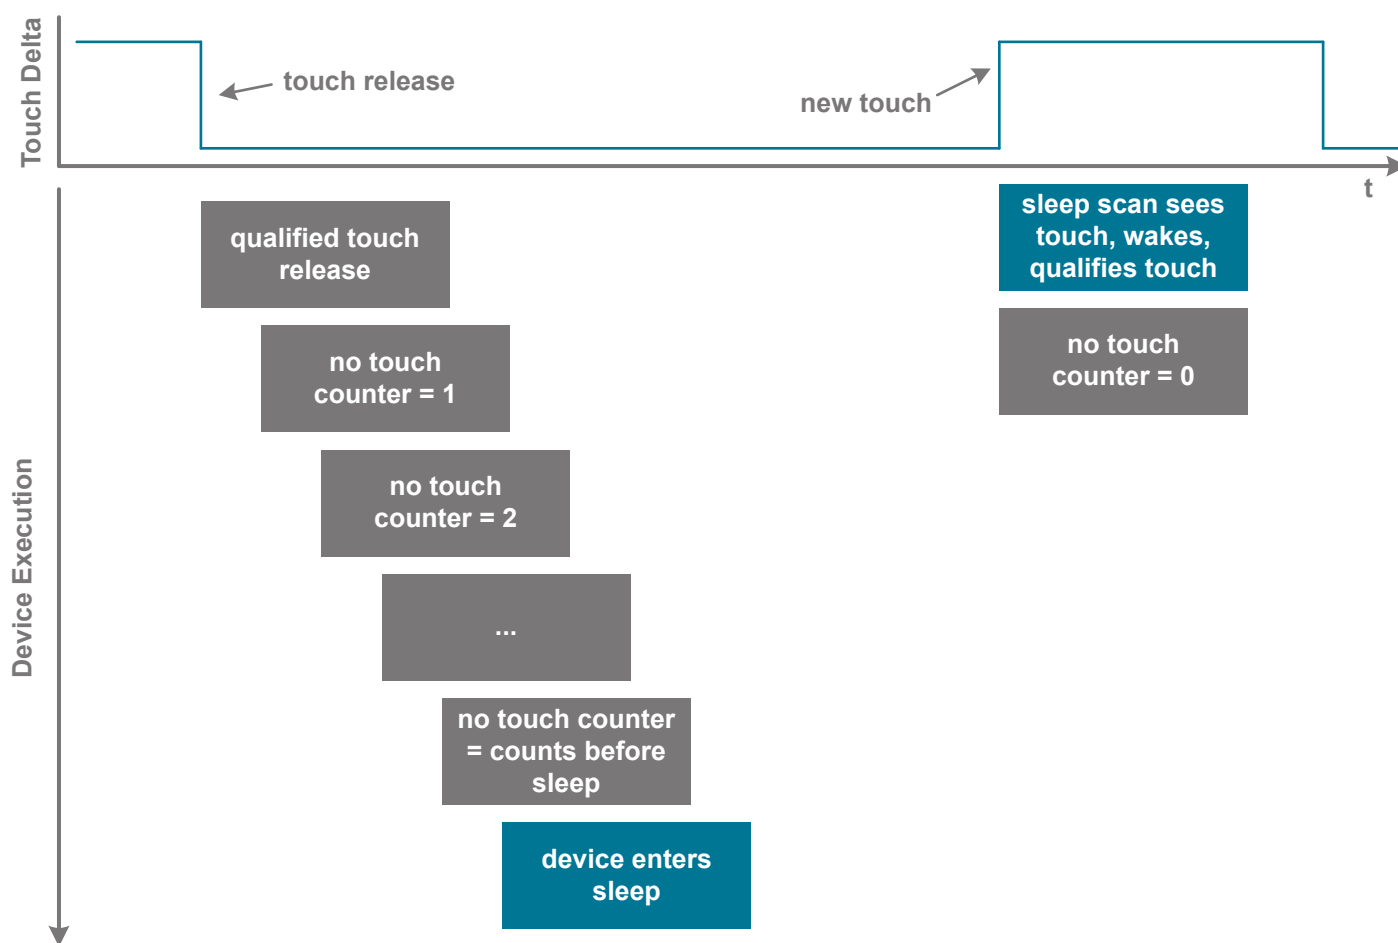 Touch Delta
touch release
new touch
t
Device Execution
qualified touch
release
no touch
counter = 1
no touch
counter = 2
...
no touch counter
= counts before
sleep
device enters
sleep
sleep scan sees
touch, wakes,
qualifies touch
no touch
counter = 0